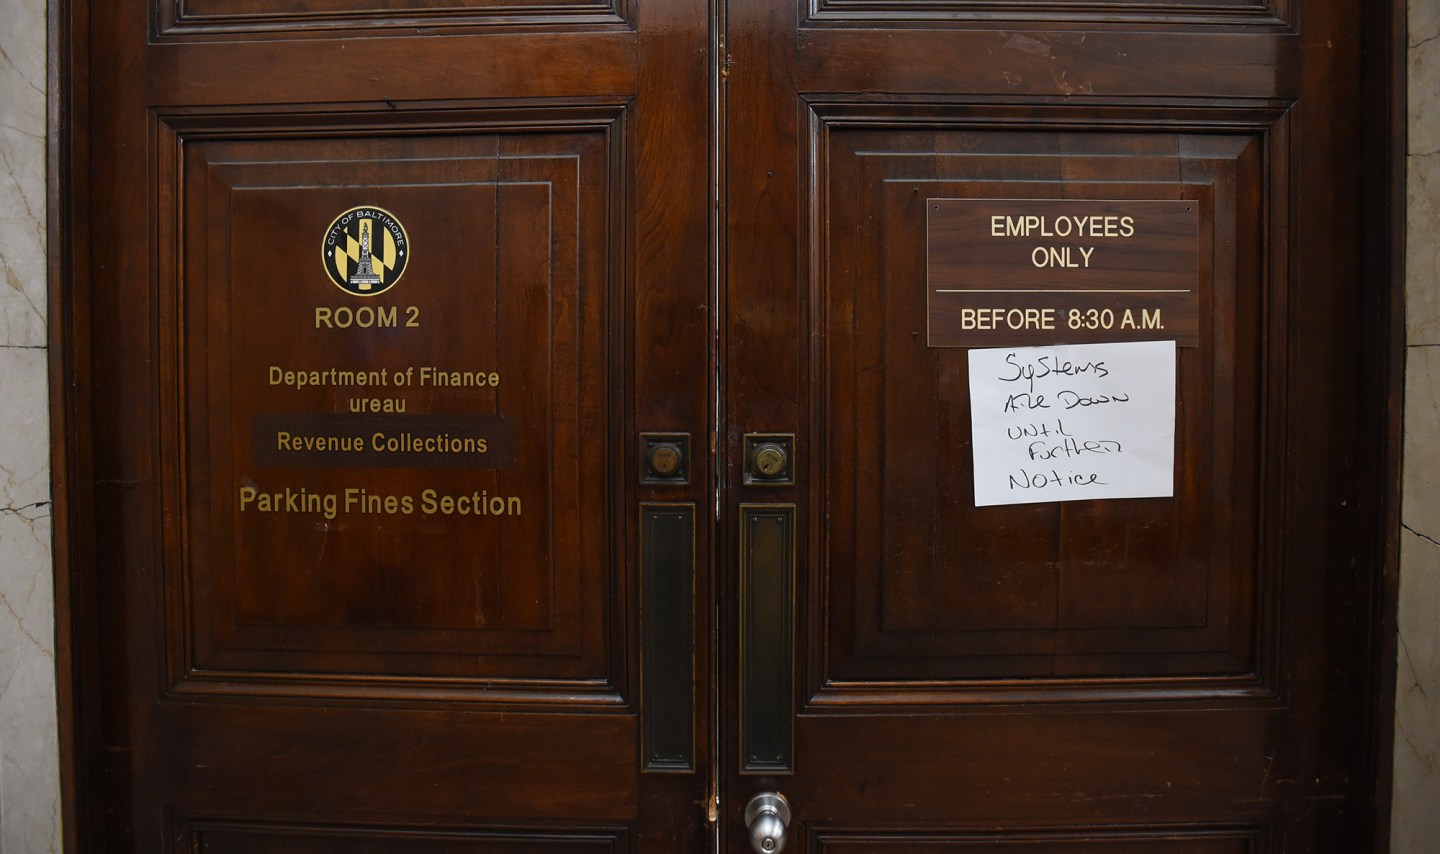 CITY OF BALTIMORE
ROOM 2
Department of Finance
ureau
Revenue Collections
Parking Fines Section
EMPLOYEES
ONLY
BEFORE 8:30 A.M.
Systems
Are Down
Until
Further
Notice